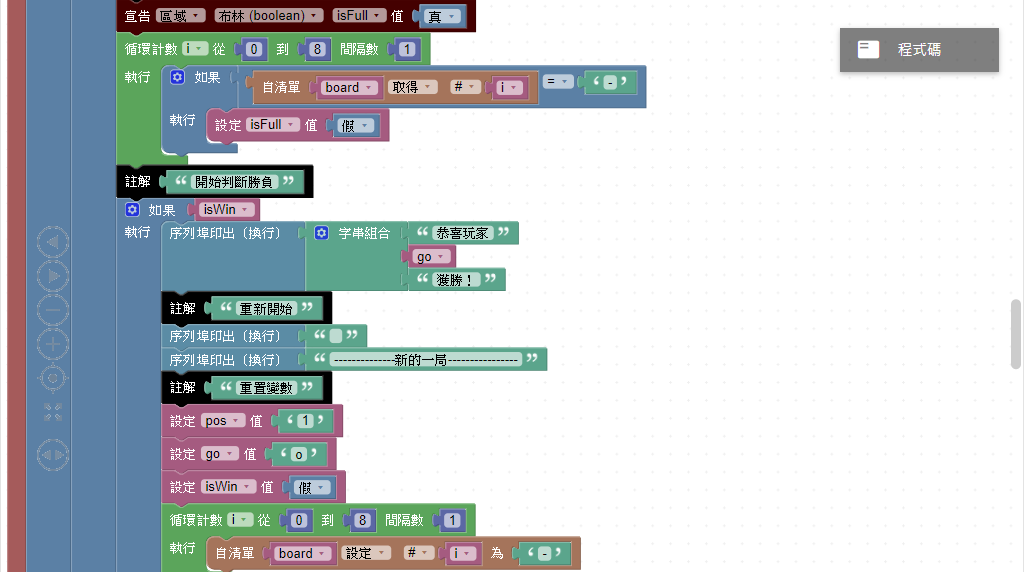 宣告 區域 布林 (boolean) isFull 值 真
循環計數 i 從 0 到 8 間隔數 1
程式碼
執行 如果 自清單 board 取得 # i = ‘ - ’
執行 設定 isFull 值 假
註解 “ 開始判斷勝負 ”
如果 isWin
執行 序列埠印出（換行） 字串組合 “ 恭喜玩家 ”
go
“ 獲勝！ ”
註解 “ 重新開始 ”
序列埠印出（換行） “ ”
序列埠印出（換行） “ --------------新的一局---------------- ”
註解 “ 重置變數 ”
設定 pos 值 ‘ 1 ’
設定 go 值 ‘ o ’
設定 isWin 值 假
循環計數 i 從 0 到 8 間隔數 1
執行 自清單 board 設定 # i 為 ‘ - ’